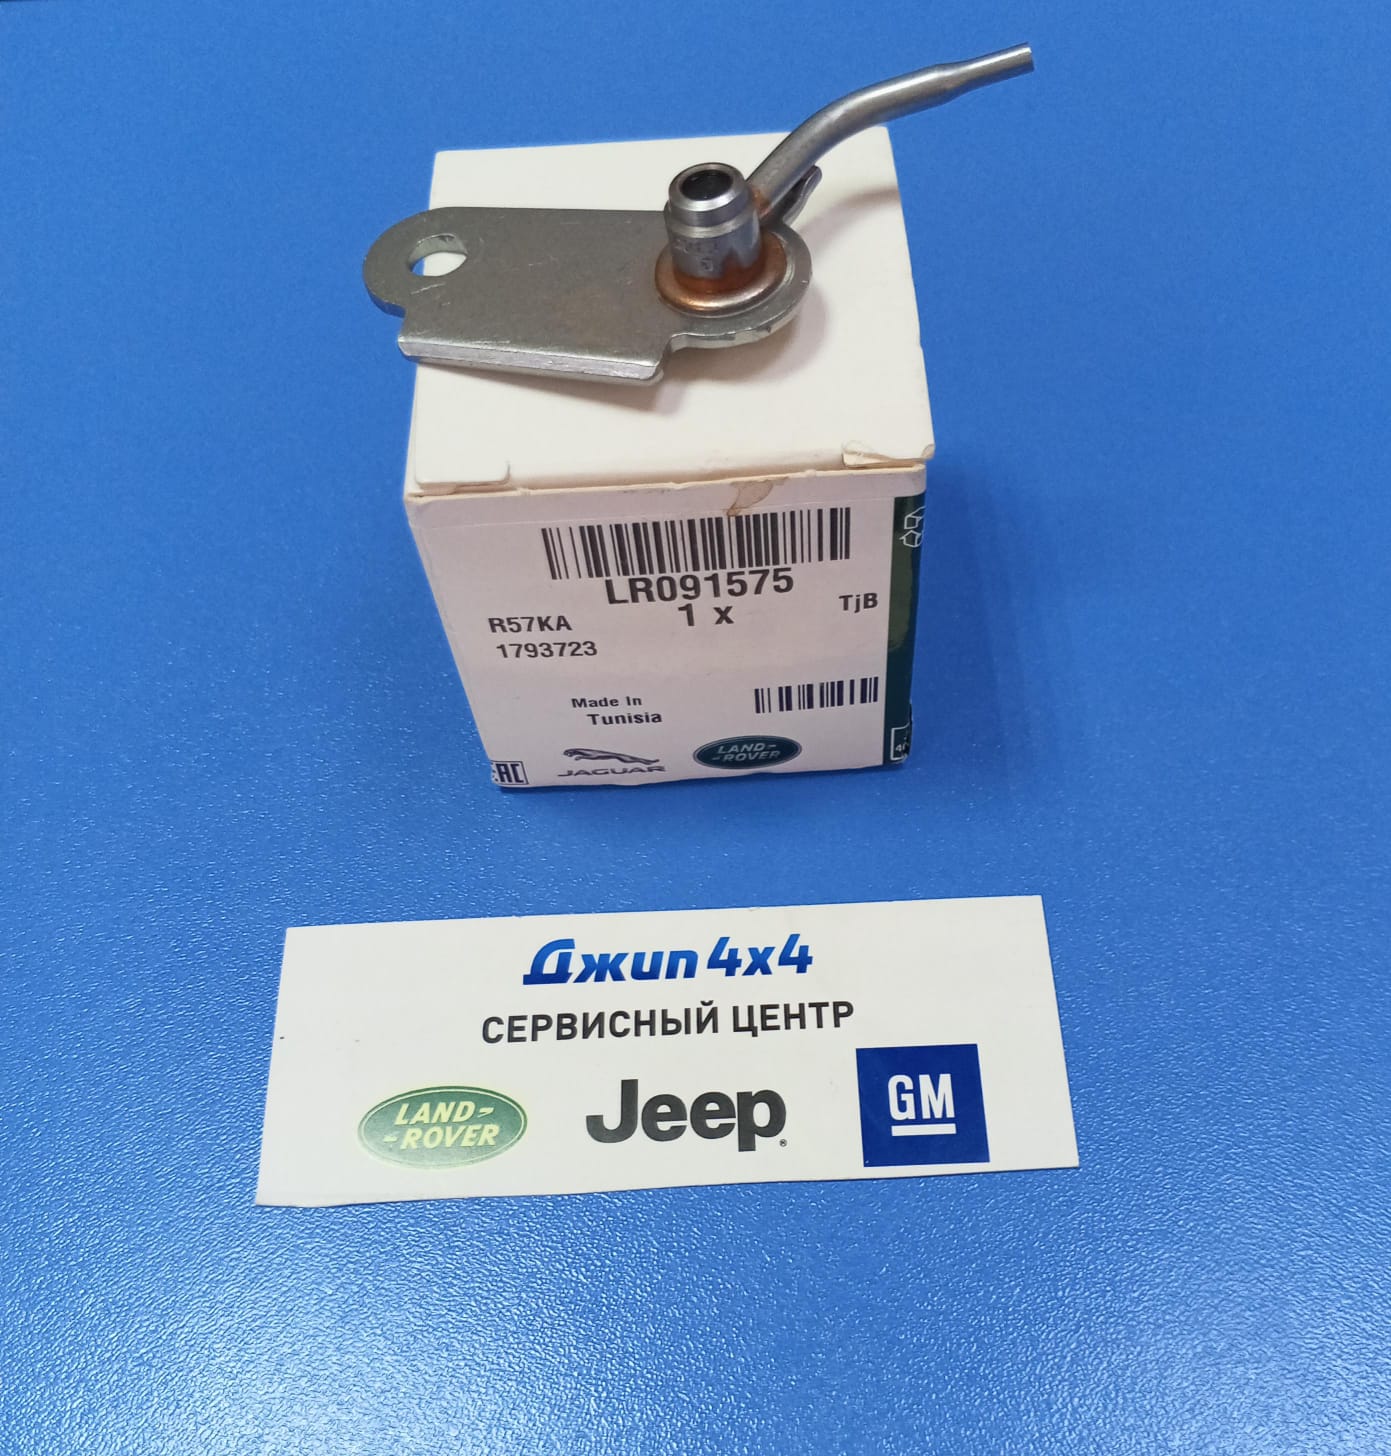 LR091575
1 x
TjB
R57KA
1793723
Made In
Tunisia
JAGUAR
LAND-
-ROVER
EAC
Джип 4x4
СЕРВИСНЫЙ ЦЕНТР
LAND-
-ROVER
Jeep
GM